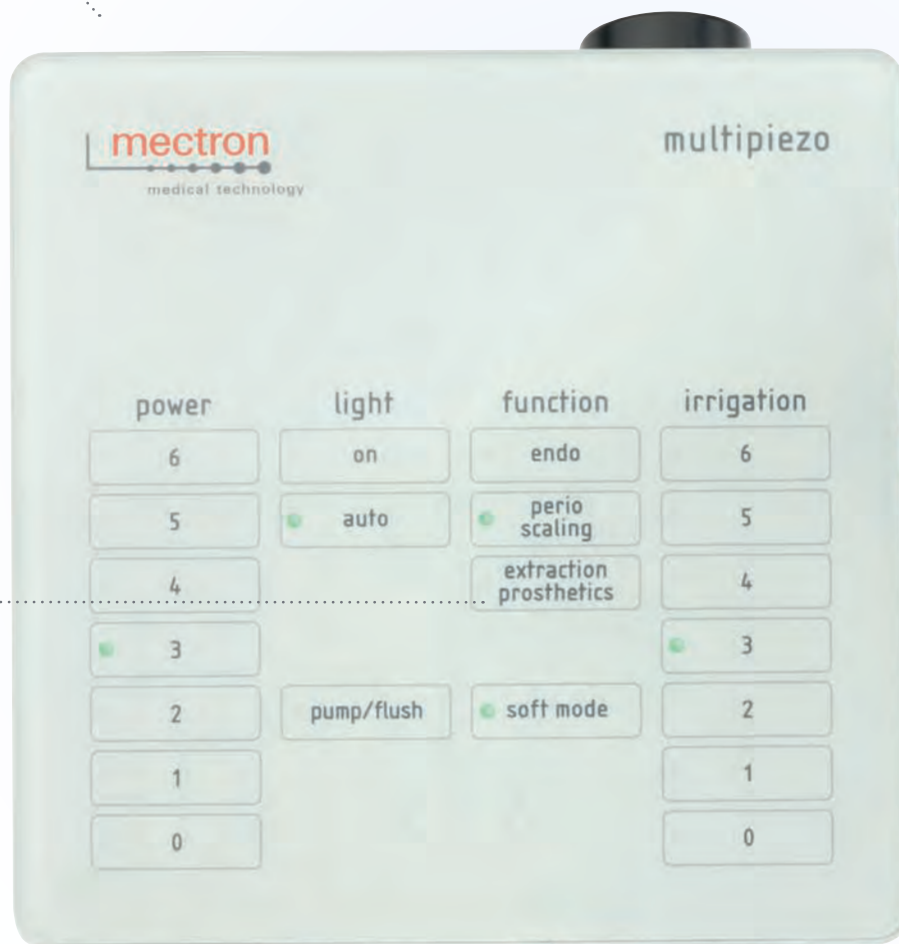 mectron
medical technology
multipiezo
power light function irrigation
6 on endo 6
5 auto perio
scaling 5
4 extraction
prosthetics 4
3 3
2 pump/flush soft mode 2
1 1
0 0